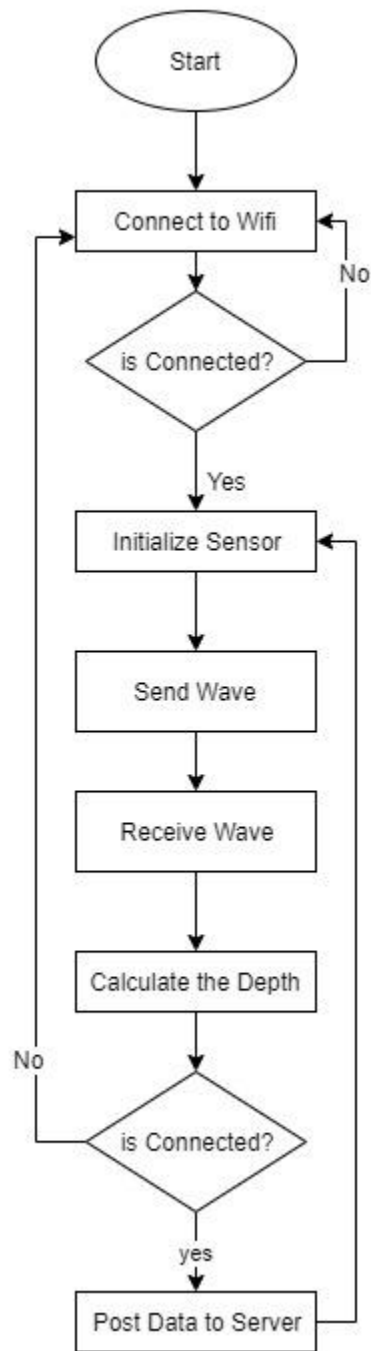 Start
Connect to Wifi
No
is Connected?
Yes
Initialize Sensor
Send Wave
Receive Wave
Calculate the Depth
No
is Connected?
yes
Post Data to Server